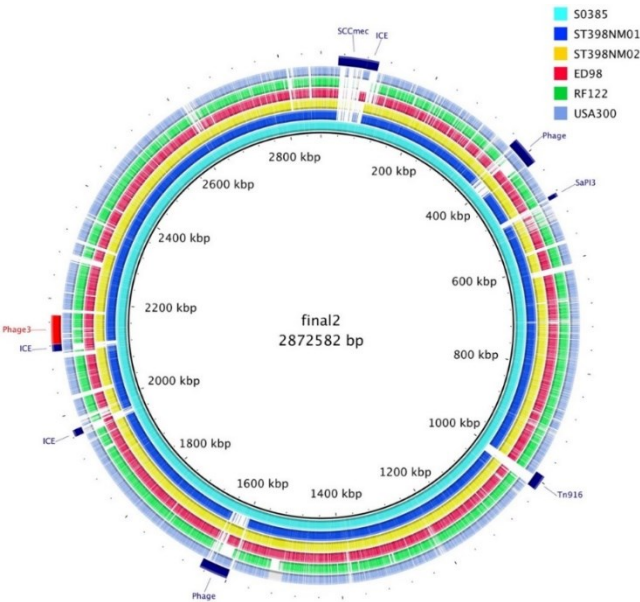 S0385
ST398NM01
ST398NM02
ED98
RF122
USA300
SCCmec
ICE
Phage
SaPI3
Tn916
Phage
ICE
ICE
Phage3
200 kbp
400 kbp
600 kbp
800 kbp
1000 kbp
1200 kbp
1400 kbp
1600 kbp
1800 kbp
2000 kbp
2200 kbp
2400 kbp
2600 kbp
2800 kbp
final2
2872582 bp